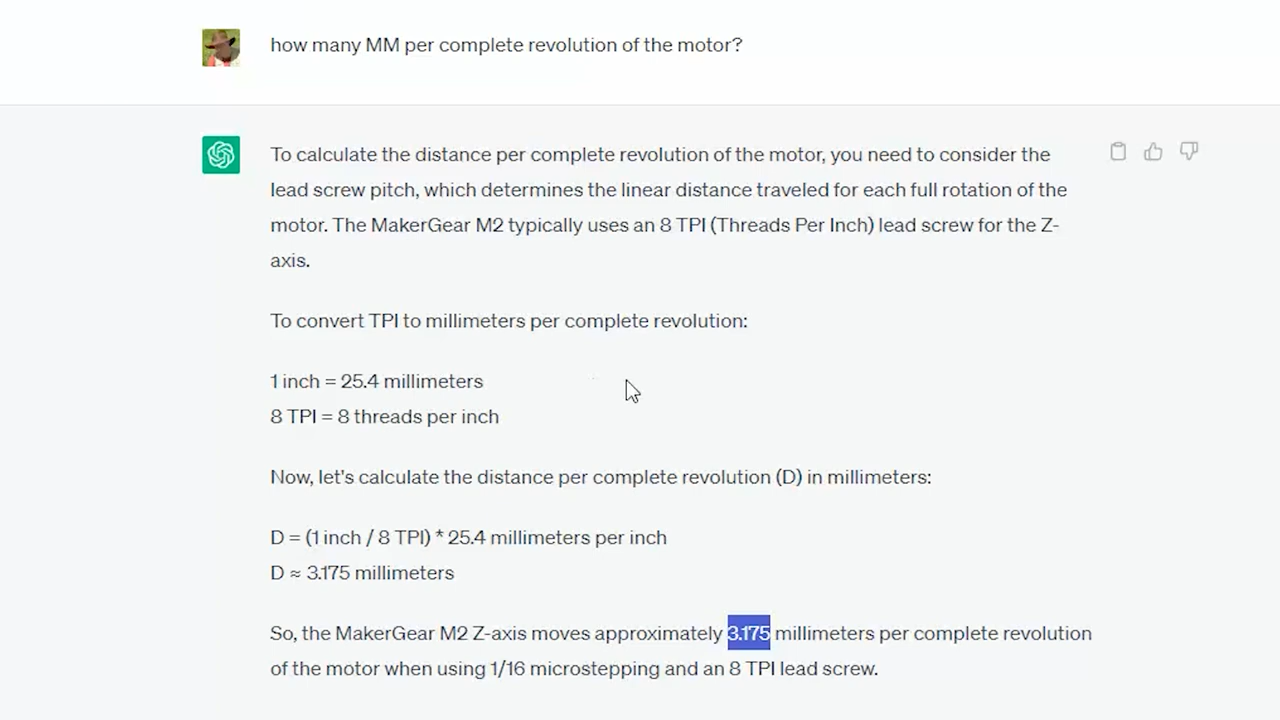 how many MM per complete revolution of the motor?
To calculate the distance per complete revolution of the motor, you need to consider the
lead screw pitch, which determines the linear distance traveled for each full rotation of the
motor. The MakerGear M2 typically uses an 8 TPI (Threads Per Inch) lead screw for the Z-
axis.
To convert TPI to millimeters per complete revolution:
1 inch = 25.4 millimeters
8 TPI = 8 threads per inch
Now, let's calculate the distance per complete revolution (D) in millimeters:
D = (1 inch / 8 TPI) * 25.4 millimeters per inch
D ≈ 3.175 millimeters
So, the MakerGear M2 Z-axis moves approximately 3.175 millimeters per complete revolution
of the motor when using 1/16 microstepping and an 8 TPI lead screw.